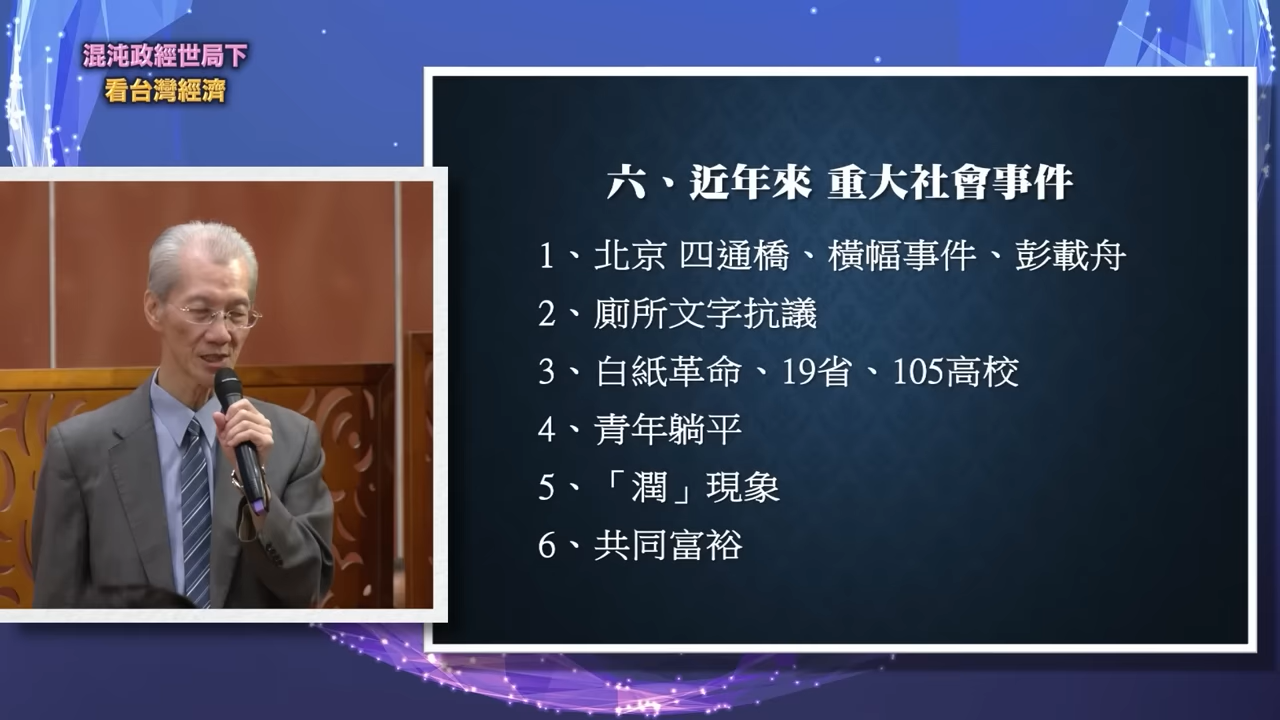 混沌政經世局下
看台灣經濟
六、近年來 重大社會事件
1、北京 四通橋、橫幅事件、彭載舟
2、廁所文字抗議
3、白紙革命、19省、105高校
4、青年躺平
5、「潤」現象
6、共同富裕